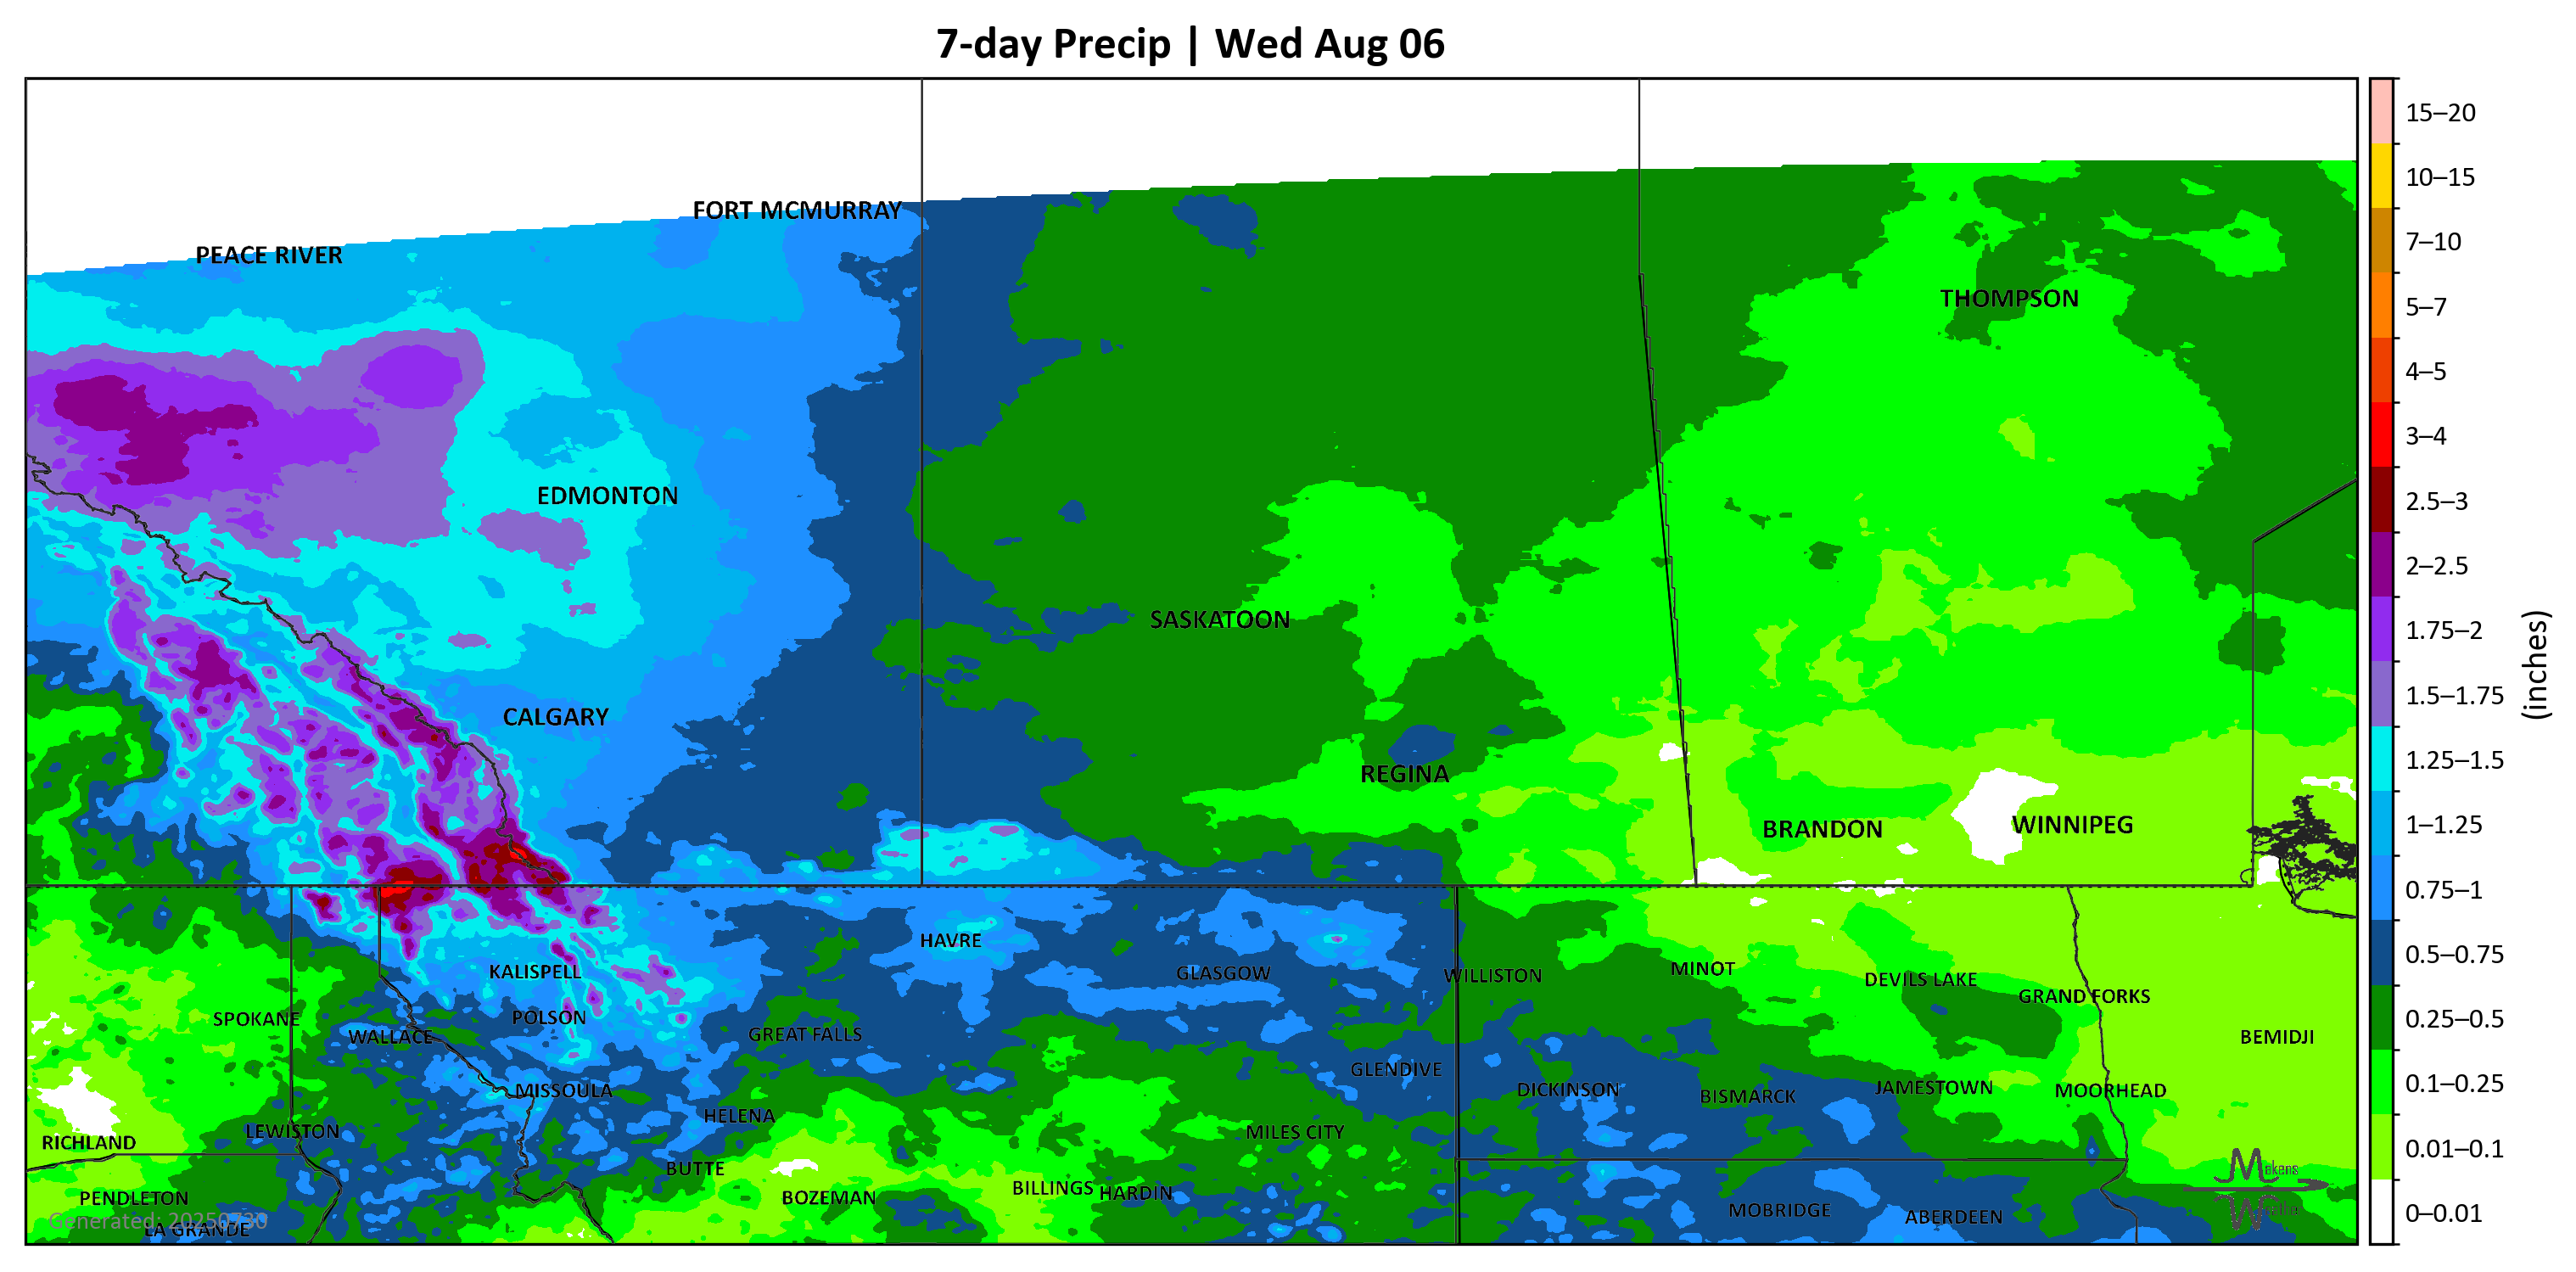 7-day Precip | Wed Aug 06
FORT MCMURRAY
PEACE RIVER
THOMPSON
EDMONTON
SASKATOON
CALGARY
REGINA
BRANDON
WINNIPEG
HAVRE
KALISPELL
GLASGOW
WILLISTON
MINOT
DEVILS LAKE
GRAND FORKS
SPOKANE
POLSON
WALLACE
GREAT FALLS
BEMIDJI
GLENDIVE
MISSOULA
DICKINSON
BISMARCK
JAMESTOWN
MOORHEAD
HELENA
LEWISTON
MILES CITY
RICHLAND
BUTTE
PENDLETON
BOZEMAN
BILLINGS
HARDIN
MOBRIDGE
ABERDEEN
Generated: 20250730
LA GRANDE
Makens
Weather
15–20
10–15
7–10
5–7
4–5
3–4
2.5–3
2–2.5
1.75–2
1.5–1.75
1.25–1.5
1–1.25
0.75–1
0.5–0.75
0.25–0.5
0.1–0.25
0.01–0.1
0–0.01
(inches)